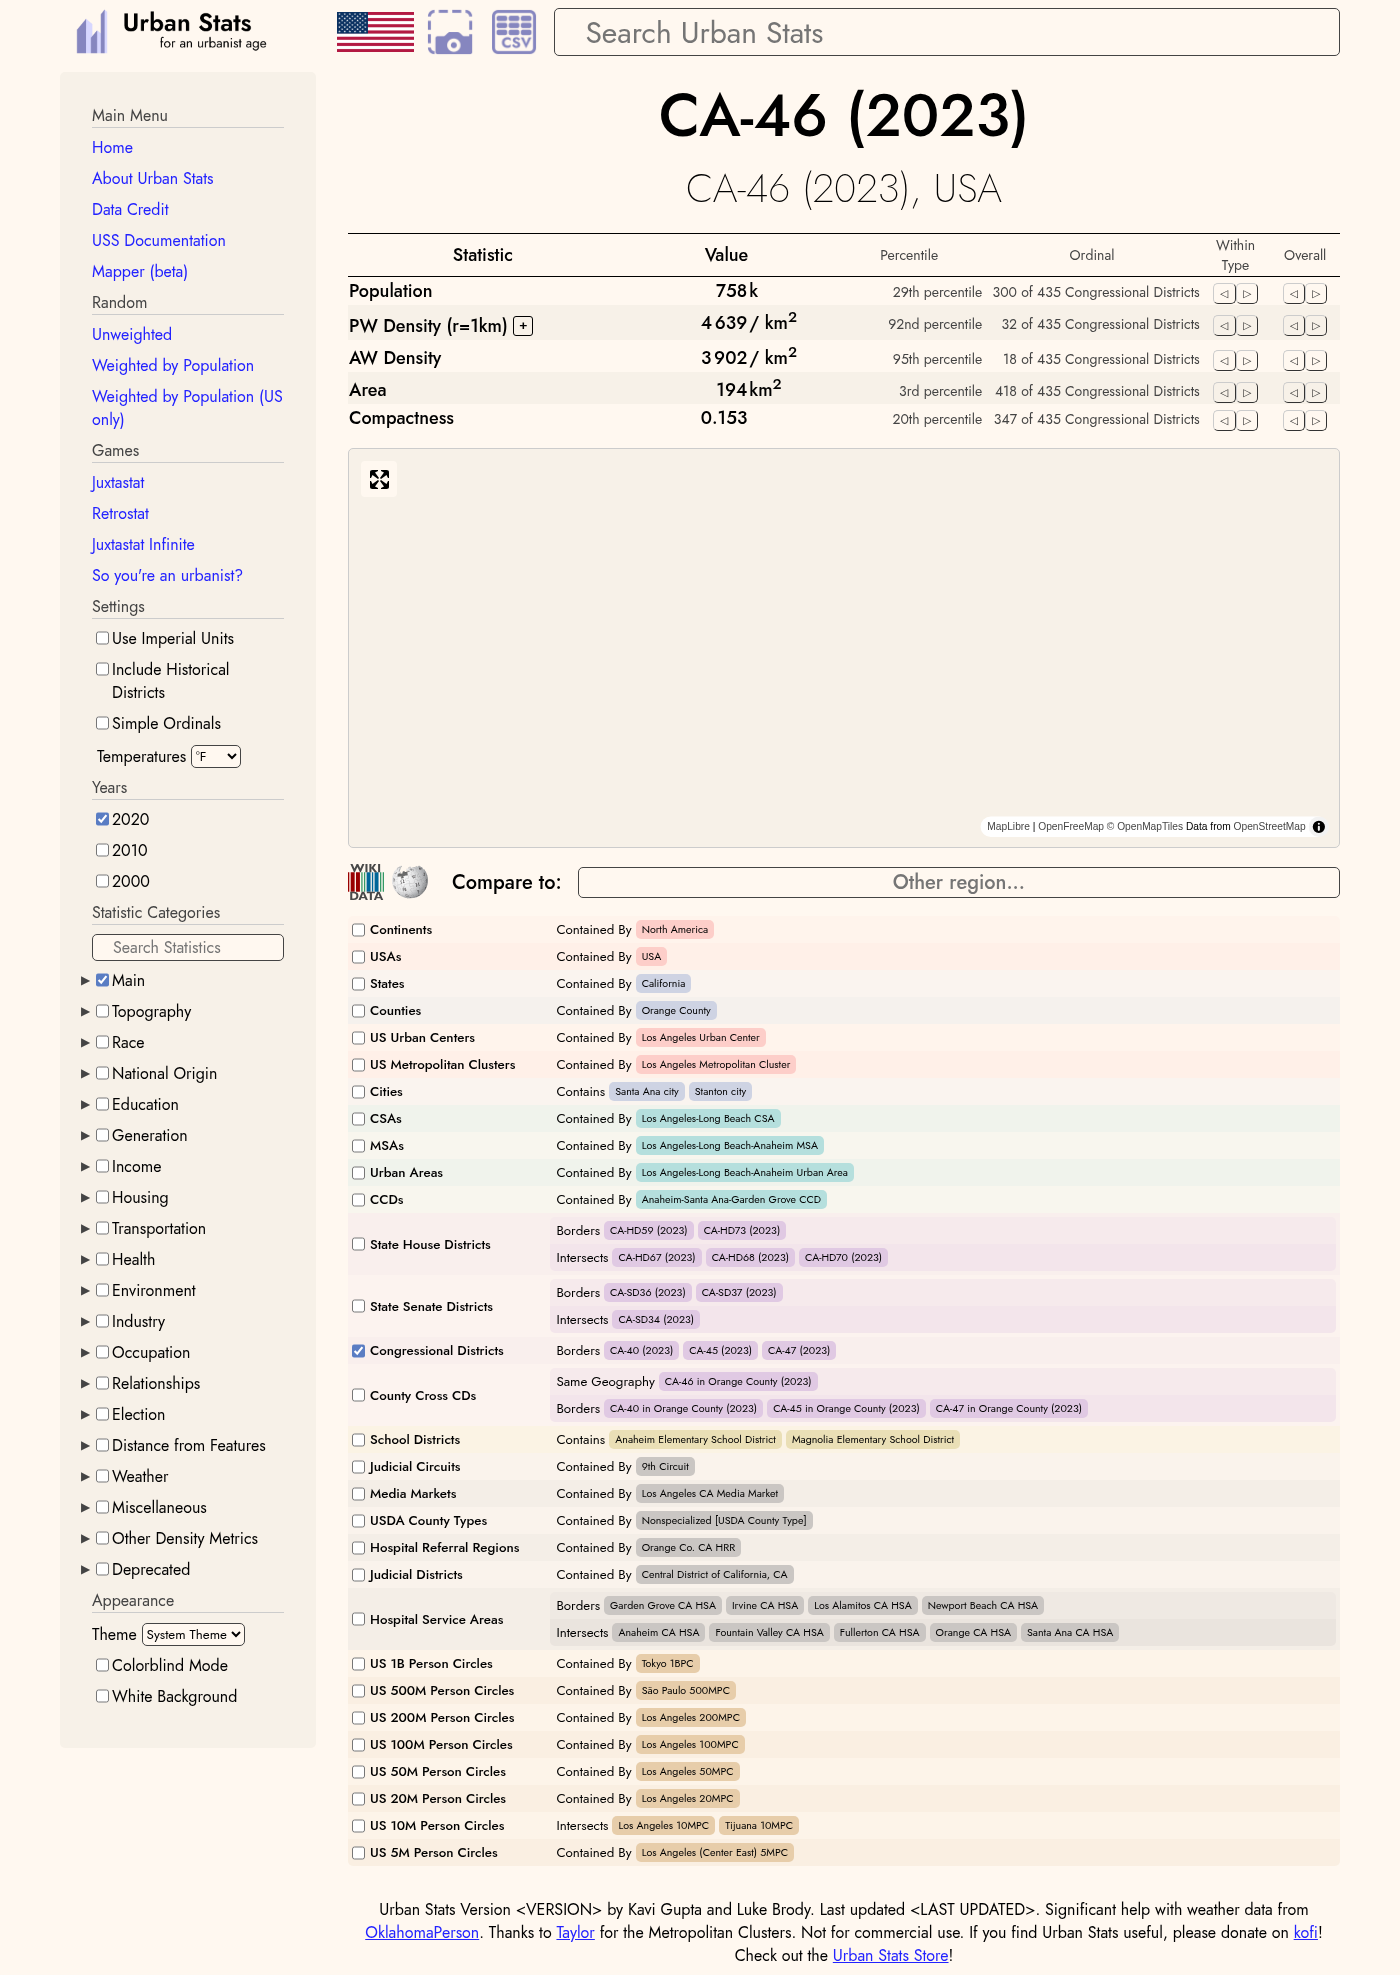 Urban Stats
for an urbanist age
CSV
Search Urban Stats
Main Menu
Home
About Urban Stats
Data Credit
USS Documentation
Mapper (beta)
Random
Unweighted
Weighted by Population
Weighted by Population (US
only)
Games
Juxtastat
Retrostat
Juxtastat Infinite
So you're an urbanist?
Settings
Use Imperial Units
Include Historical
Districts
Simple Ordinals
Temperatures °F
Years
2020
2010
2000
Statistic Categories
Search Statistics
Main
Topography
Race
National Origin
Education
Generation
Income
Housing
Transportation
Health
Environment
Industry
Occupation
Relationships
Election
Distance from Features
Weather
Miscellaneous
Other Density Metrics
Deprecated
Appearance
Theme System Theme
Colorblind Mode
White Background
CA-46 (2023)
CA-46 (2023), USA
Statistic Value Percentile Ordinal Within Type Overall
Population 758 k 29th percentile 300 of 435 Congressional Districts
PW Density (r=1km) + 4 639 / km² 92nd percentile 32 of 435 Congressional Districts
AW Density 3 902 / km² 95th percentile 18 of 435 Congressional Districts
Area 194 km² 3rd percentile 418 of 435 Congressional Districts
Compactness 0.153 20th percentile 347 of 435 Congressional Districts
MapLibre | OpenFreeMap © OpenMapTiles Data from OpenStreetMap
WIKI
DATA
Compare to: Other region...
Continents Contained By North America
USAs Contained By USA
States Contained By California
Counties Contained By Orange County
US Urban Centers Contained By Los Angeles Urban Center
US Metropolitan Clusters Contained By Los Angeles Metropolitan Cluster
Cities Contains Santa Ana city Stanton city
CSAs Contained By Los Angeles-Long Beach CSA
MSAs Contained By Los Angeles-Long Beach-Anaheim MSA
Urban Areas Contained By Los Angeles-Long Beach-Anaheim Urban Area
CCDs Contained By Anaheim-Santa Ana-Garden Grove CCD
State House Districts
Borders CA-HD59 (2023) CA-HD73 (2023)
Intersects CA-HD67 (2023) CA-HD68 (2023) CA-HD70 (2023)
State Senate Districts
Borders CA-SD36 (2023) CA-SD37 (2023)
Intersects CA-SD34 (2023)
Congressional Districts Borders CA-40 (2023) CA-45 (2023) CA-47 (2023)
County Cross CDs
Same Geography CA-46 in Orange County (2023)
Borders CA-40 in Orange County (2023) CA-45 in Orange County (2023) CA-47 in Orange County (2023)
School Districts Contains Anaheim Elementary School District Magnolia Elementary School District
Judicial Circuits Contained By 9th Circuit
Media Markets Contained By Los Angeles CA Media Market
USDA County Types Contained By Nonspecialized [USDA County Type]
Hospital Referral Regions Contained By Orange Co. CA HRR
Judicial Districts Contained By Central District of California, CA
Hospital Service Areas
Borders Garden Grove CA HSA Irvine CA HSA Los Alamitos CA HSA Newport Beach CA HSA
Intersects Anaheim CA HSA Fountain Valley CA HSA Fullerton CA HSA Orange CA HSA Santa Ana CA HSA
US 1B Person Circles Contained By Tokyo 1BPC
US 500M Person Circles Contained By São Paulo 500MPC
US 200M Person Circles Contained By Los Angeles 200MPC
US 100M Person Circles Contained By Los Angeles 100MPC
US 50M Person Circles Contained By Los Angeles 50MPC
US 20M Person Circles Contained By Los Angeles 20MPC
US 10M Person Circles Intersects Los Angeles 10MPC Tijuana 10MPC
US 5M Person Circles Contained By Los Angeles (Center East) 5MPC
Urban Stats Version <VERSION> by Kavi Gupta and Luke Brody. Last updated <LAST UPDATED>. Significant help with weather data from
OklahomaPerson. Thanks to Taylor for the Metropolitan Clusters. Not for commercial use. If you find Urban Stats useful, please donate on kofi!
Check out the Urban Stats Store!